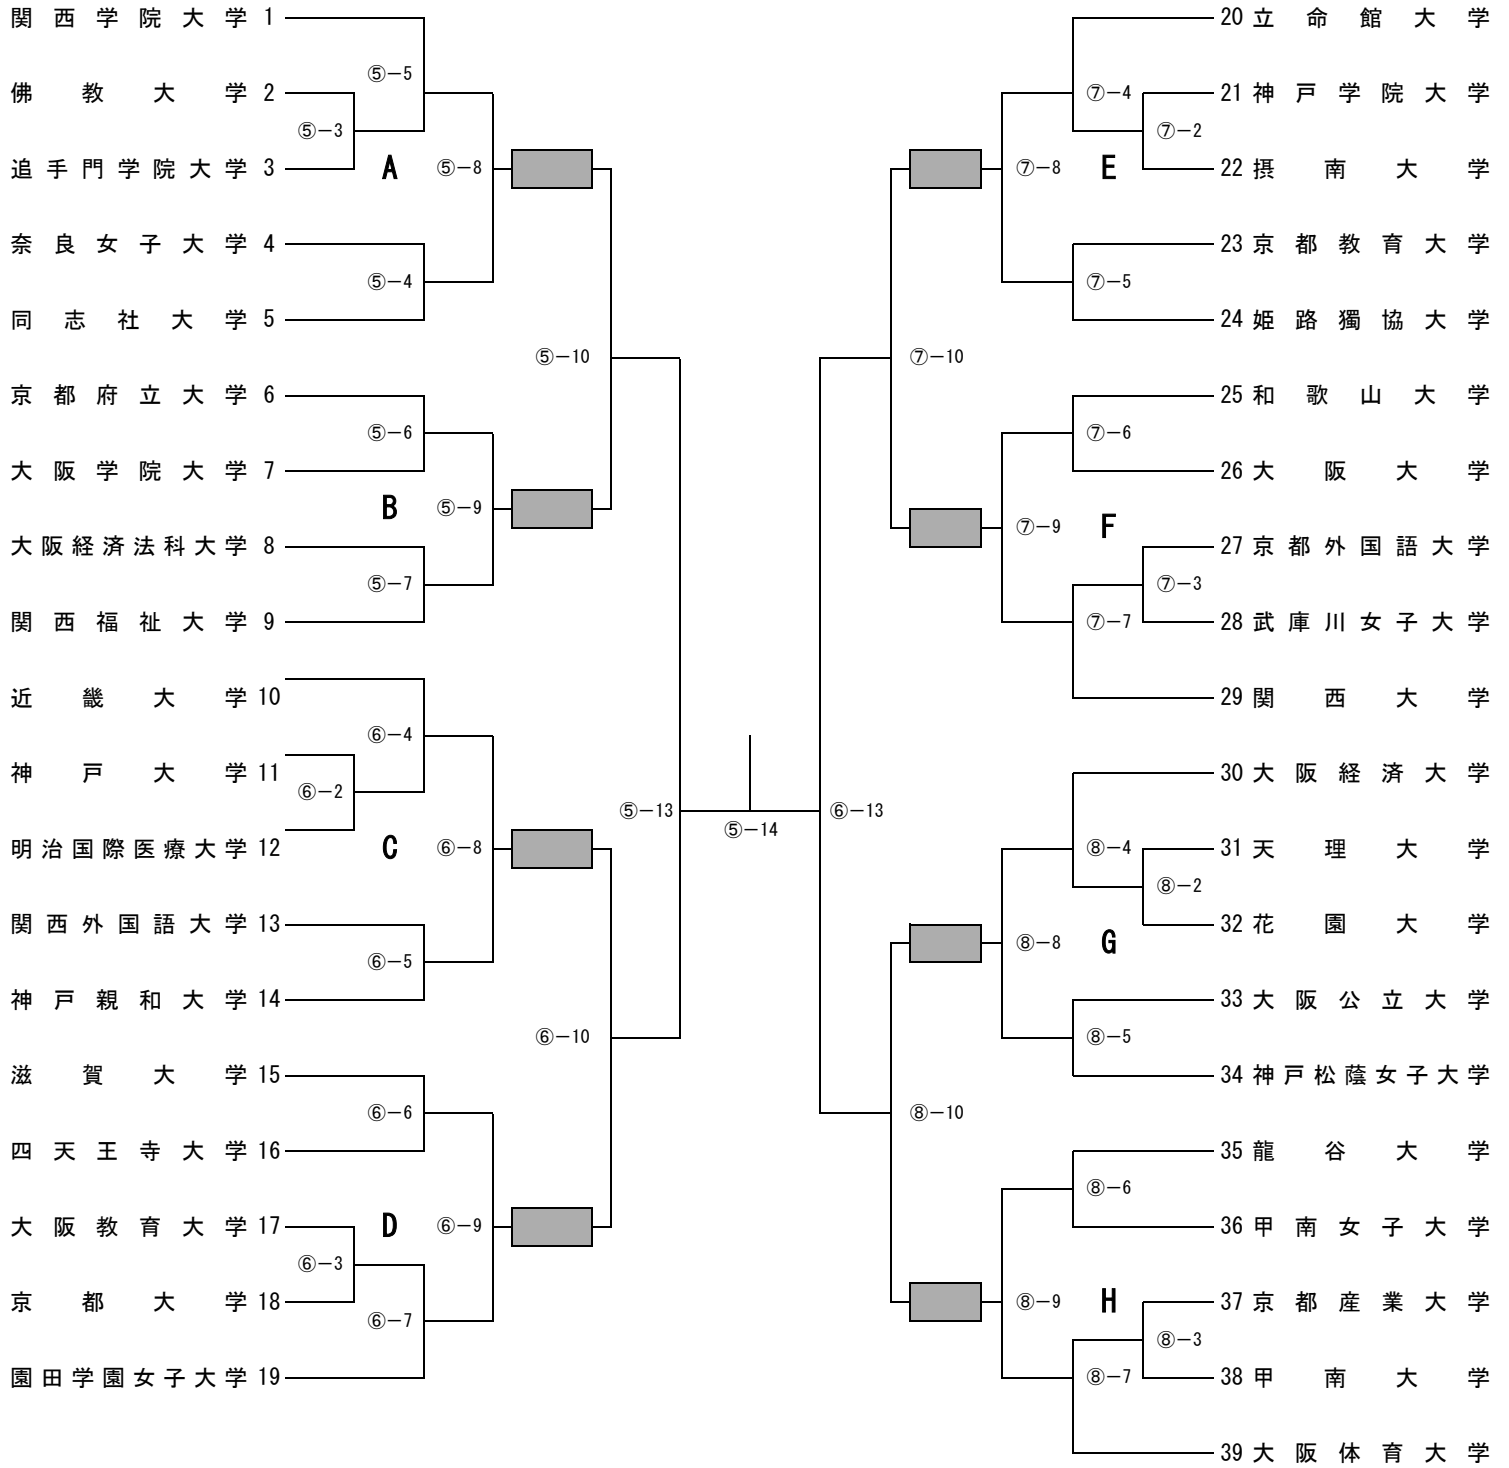 関西学院大学 1
⑤－5
佛教大学 2
⑤－3
追手門学院大学 3
A
⑤－8
奈良女子大学 4
⑤－4
同志社大学 5
⑤－10
京都府立大学 6
⑤－6
大阪学院大学 7
B
⑤－9
大阪経済法科大学 8
⑤－7
関西福祉大学 9
近畿大学 10
⑥－4
神戸大学 11
⑥－2
明治国際医療大学 12
C
⑥－8
関西外国語大学 13
⑥－5
神戸親和大学 14
⑥－10
滋賀大学 15
⑥－6
四天王寺大学 16
大阪教育大学 17
D
⑥－9
⑥－3
京都大学 18
⑥－7
園田学園女子大学 19
⑤－13
⑤－14
⑥－13
20 立命館大学
⑦－4
21 神戸学院大学
⑦－2
⑦－8
E
22 摂南大学
23 京都教育大学
⑦－5
24 姫路獨協大学
⑦－10
25 和歌山大学
⑦－6
26 大阪大学
⑦－9
F
27 京都外国語大学
⑦－3
⑦－7
28 武庫川女子大学
29 関西大学
30 大阪経済大学
⑧－4
31 天理大学
⑧－2
32 花園大学
⑧－8
G
33 大阪公立大学
⑧－5
34 神戸松蔭女子大学
⑧－10
35 龍谷大学
⑧－6
36 甲南女子大学
⑧－9
H
37 京都産業大学
⑧－3
⑧－7
38 甲南大学
39 大阪体育大学